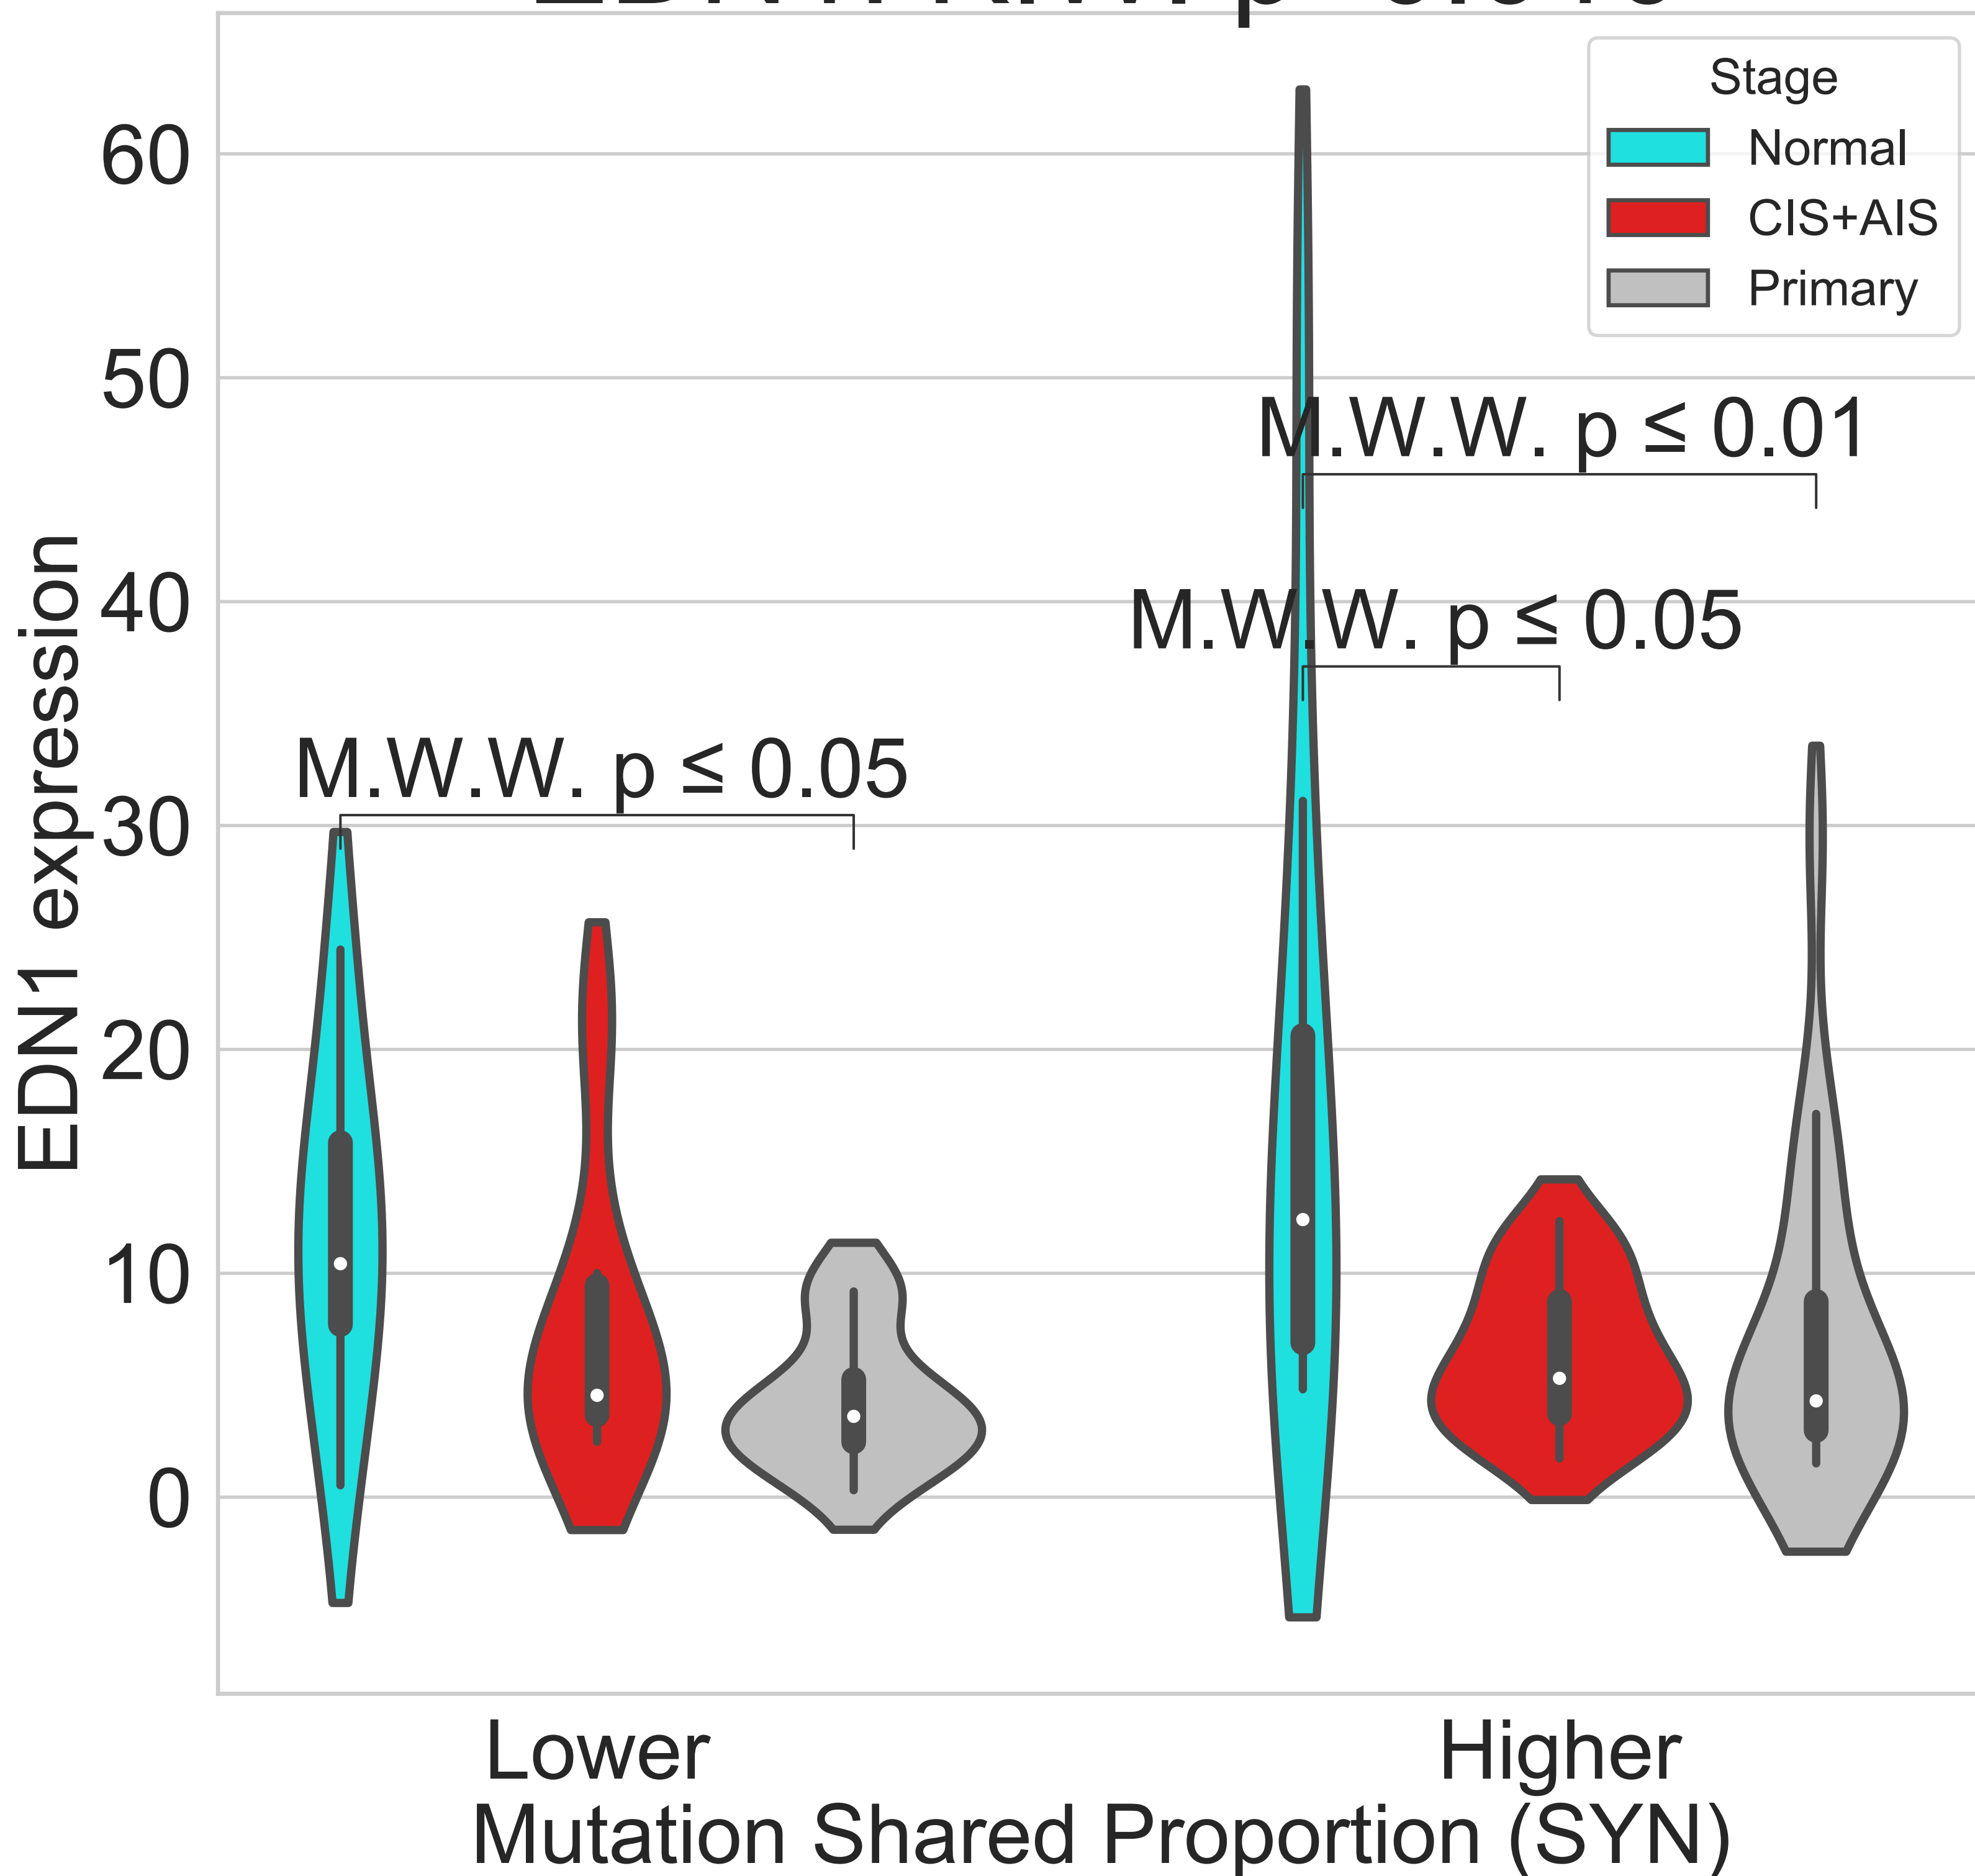 Stage
Normal
CIS+AIS
Primary
60
50
40
30
20
10
0
EDN1 expression
M.W.W. p ≤ 0.01
M.W.W. p ≤ 0.05
M.W.W. p ≤ 0.05
Lower
Higher
Mutation Shared Proportion (SYN)